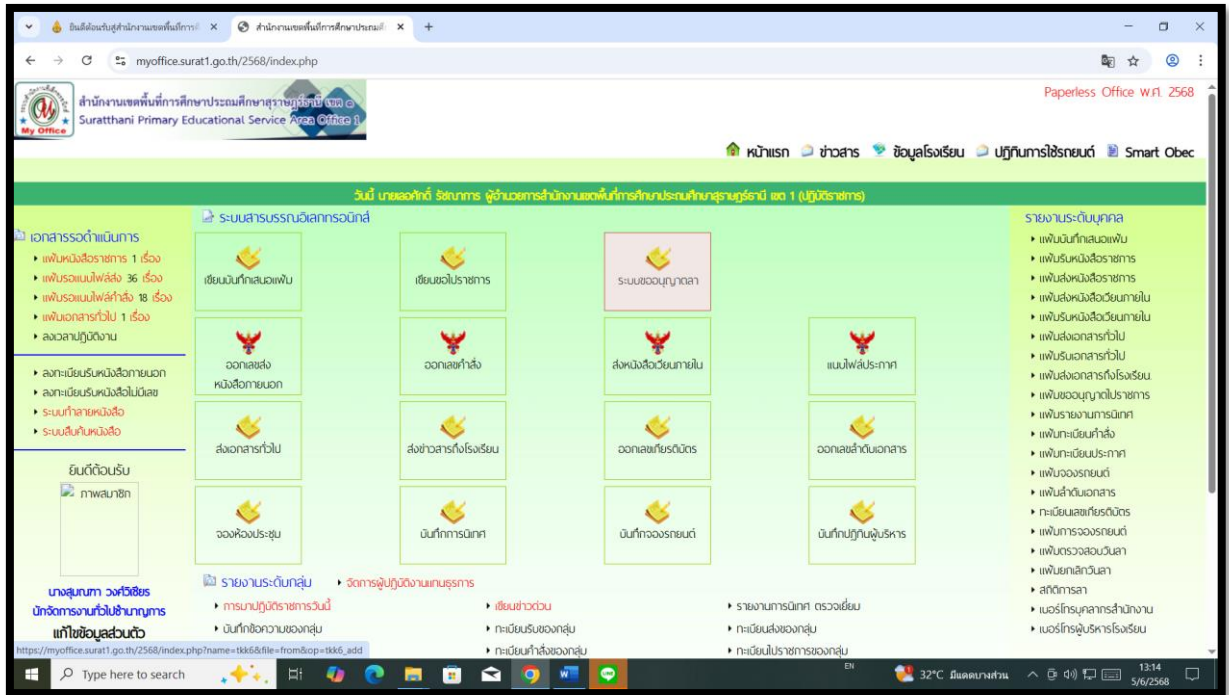 ยินดีต้อนรับสู่สำนักงานเขตพื้นที่การศึ
สำนักงานเขตพื้นที่การศึกษาประถมศึ
myoffice.surat1.go.th/2568/index.php
My Office
สำนักงานเขตพื้นที่การศึกษาประถมศึกษาสุราษฎร์ธานี เขต ๑
Suratthani Primary Educational Service Area Office 1
Paperless Office พ.ศ. 2568
หน้าแรก ข่าวสาร ข้อมูลโรงเรียน ปฏิทินการใช้รถยนต์ Smart Obec
วันนี้ นายเลอศักดิ์ รัชณาการ ผู้อำนวยการสำนักงานเขตพื้นที่การศึกษาประถมศึกษาสุราษฎร์ธานี เขต 1 (ปฏิบัติราชการ)
เอกสารรอดำเนินการ
แฟ้มหนังสือราชการ 1 เรื่อง
แฟ้มรอแนบไฟล์ส่ง 36 เรื่อง
แฟ้มรอแนบไฟล์คำสั่ง 18 เรื่อง
แฟ้มเอกสารทั่วไป 1 เรื่อง
ลงเวลาปฏิบัติงาน
ลงทะเบียนรับหนังสือภายนอก
ลงทะเบียนรับหนังสือไม่มีเลข
ระบบทำลายหนังสือ
ระบบสืบค้นหนังสือ
ยินดีต้อนรับ
ภาพสมาชิก
นางสุมณฑา วงศ์วิเชียร
นักจัดการงานทั่วไปชำนาญการ
แก้ไขข้อมูลส่วนตัว
ระบบสารบรรณอิเลกทรอนิกส์
เขียนบันทึกเสนอแฟ้ม
เขียนขอไปราชการ
ระบบขออนุญาตลา
ออกเลขส่ง
หนังสือภายนอก
ออกเลขคำสั่ง
ส่งหนังสือเวียนภายใน
แนบไฟล์ประกาศ
ส่งเอกสารทั่วไป
ส่งข่าวสารถึงโรงเรียน
ออกเลขเกียรติบัตร
ออกเลขลำดับเอกสาร
จองห้องประชุม
บันทึกการนิเทศ
บันทึกจองรถยนต์
บันทึกปฏิทินผู้บริหาร
รายงานระดับกลุ่ม จัดการผู้ปฏิบัติงานแทนธุรการ
การมาปฏิบัติราชการวันนี้ เขียนข่าวด่วน รายงานการนิเทศ ตรวจเยี่ยม
บันทึกข้อความของกลุ่ม ทะเบียนรับของกลุ่ม ทะเบียนส่งของกลุ่ม
ทะเบียนคำสั่งของกลุ่ม ทะเบียนไปราชการของกลุ่ม
รายงานระดับบุคคล
แฟ้มบันทึกเสนอแฟ้ม
แฟ้มรับหนังสือราชการ
แฟ้มส่งหนังสือราชการ
แฟ้มส่งหนังสือเวียนภายใน
แฟ้มรับหนังสือเวียนภายใน
แฟ้มส่งเอกสารทั่วไป
แฟ้มรับเอกสารทั่วไป
แฟ้มส่งเอกสารถึงโรงเรียน
แฟ้มขออนุญาตไปราชการ
แฟ้มรายงานการนิเทศ
แฟ้มทะเบียนคำสั่ง
แฟ้มทะเบียนประกาศ
แฟ้มจองรถยนต์
แฟ้มลำดับเอกสาร
ทะเบียนเลขเกียรติบัตร
แฟ้มการจองรถยนต์
แฟ้มตรวจสอบวันลา
แฟ้มยกเลิกวันลา
สถิติการลา
เบอร์โทรบุคลากรสำนักงาน
เบอร์โทรผู้บริหารโรงเรียน
https://myoffice.surat1.go.th/2568/index.php?name=tkk6&file=from&op=tkk6_add
Type here to search
32°C มีแดดบางส่วน
EN
13:14
5/6/2568